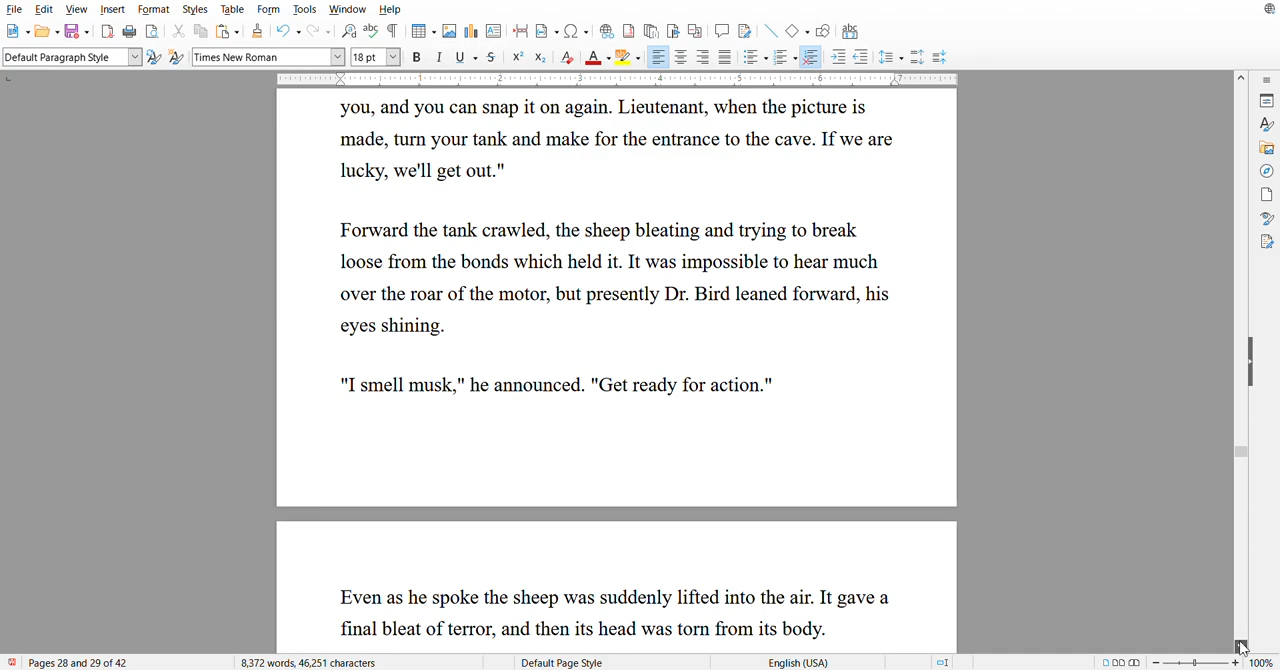 File Edit View Insert Format Styles Table Form Tools Window Help
Default Paragraph Style Times New Roman 18 pt
1 2 3 4 5 6 7
you, and you can snap it on again. Lieutenant, when the picture is
made, turn your tank and make for the entrance to the cave. If we are
lucky, we'll get out."
Forward the tank crawled, the sheep bleating and trying to break
loose from the bonds which held it. It was impossible to hear much
over the roar of the motor, but presently Dr. Bird leaned forward, his
eyes shining.
"I smell musk," he announced. "Get ready for action."
Even as he spoke the sheep was suddenly lifted into the air. It gave a
final bleat of terror, and then its head was torn from its body.
Pages 28 and 29 of 42 8,372 words, 46,251 characters Default Page Style English (USA) 100%